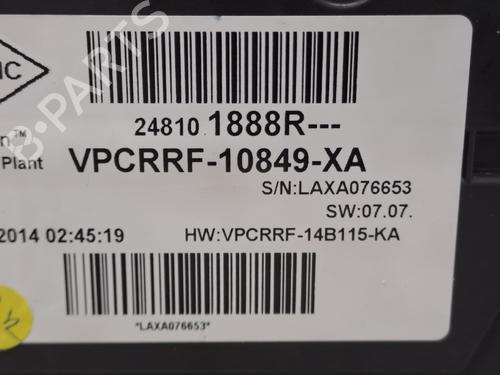 IC
24810 1888R---
n™
Plant
VPCRRF-10849-XA
S/N:LAXA076653
SW:07.07.
2014 02:45:19
HW:VPCRRF-14B115-KA
*LAXA076653*
B-PARTS